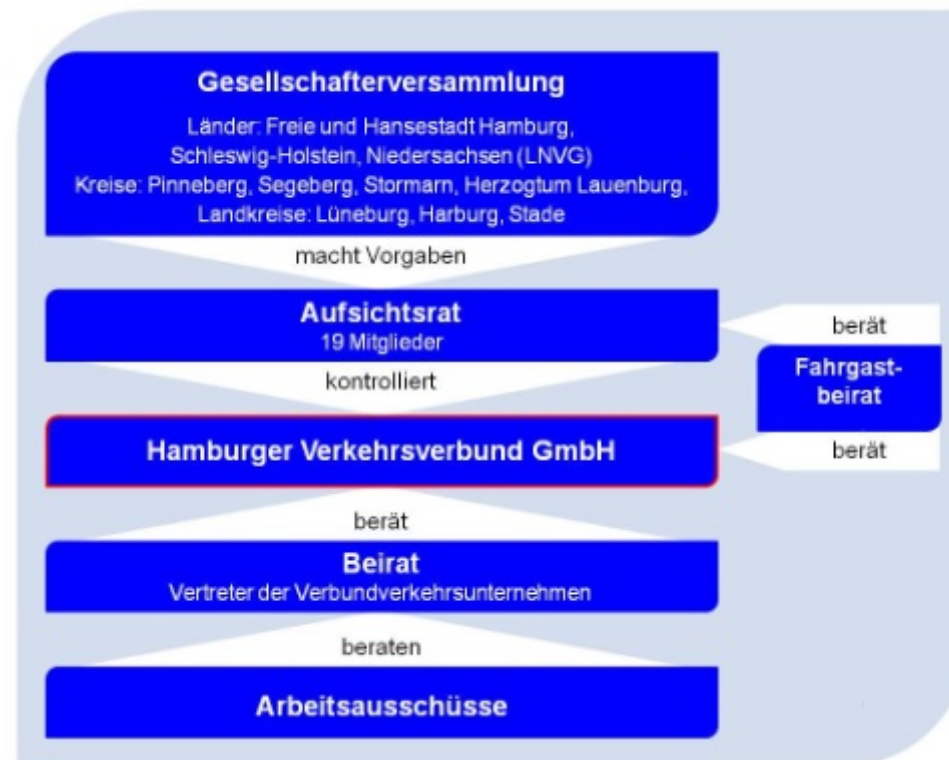 Gesellschafterversammlung
Länder: Freie und Hansestadt Hamburg,
Schleswig-Holstein, Niedersachsen (LNVG)
Kreise: Pinneberg, Segeberg, Stormarn, Herzogtum Lauenburg,
Landkreise: Lüneburg, Harburg, Stade
macht Vorgaben
Aufsichtsrat
19 Mitglieder
kontrolliert
berät
Fahrgast-
beirat
berät
Hamburger Verkehrsverbund GmbH
berät
Beirat
Vertreter der Verbundverkehrsunternehmen
beraten
Arbeitsausschüsse